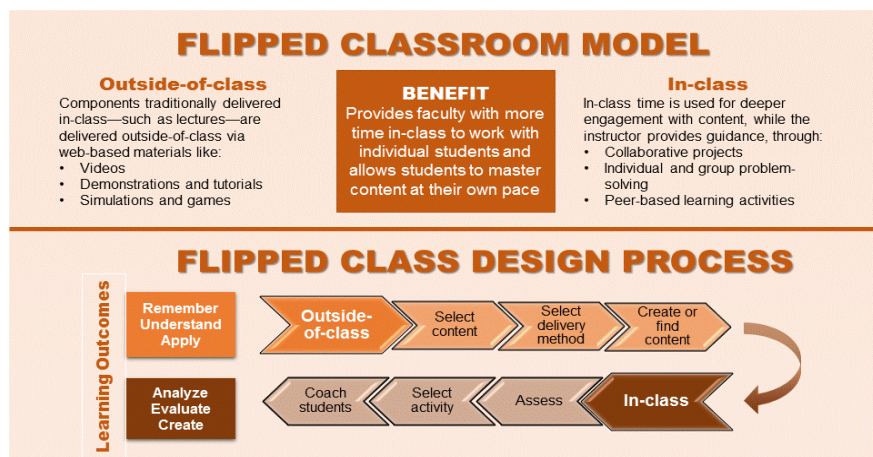 FLIPPED CLASSROOM MODEL
Outside-of-class
Components traditionally delivered
in-class—such as lectures—are
delivered outside-of-class via
web-based materials like:
• Videos
• Demonstrations and tutorials
• Simulations and games
BENEFIT
Provides faculty with more
time in-class to work with
individual students and
allows students to master
content at their own pace
In-class
In-class time is used for deeper
engagement with content, while the
instructor provides guidance, through:
• Collaborative projects
• Individual and group problem-
solving
• Peer-based learning activities
FLIPPED CLASS DESIGN PROCESS
Learning Outcomes
Remember
Understand
Apply
Outside-
of-class
Select
content
Select
delivery
method
Create or
find
content
Analyze
Evaluate
Create
Coach
students
Select
activity
Assess
In-class